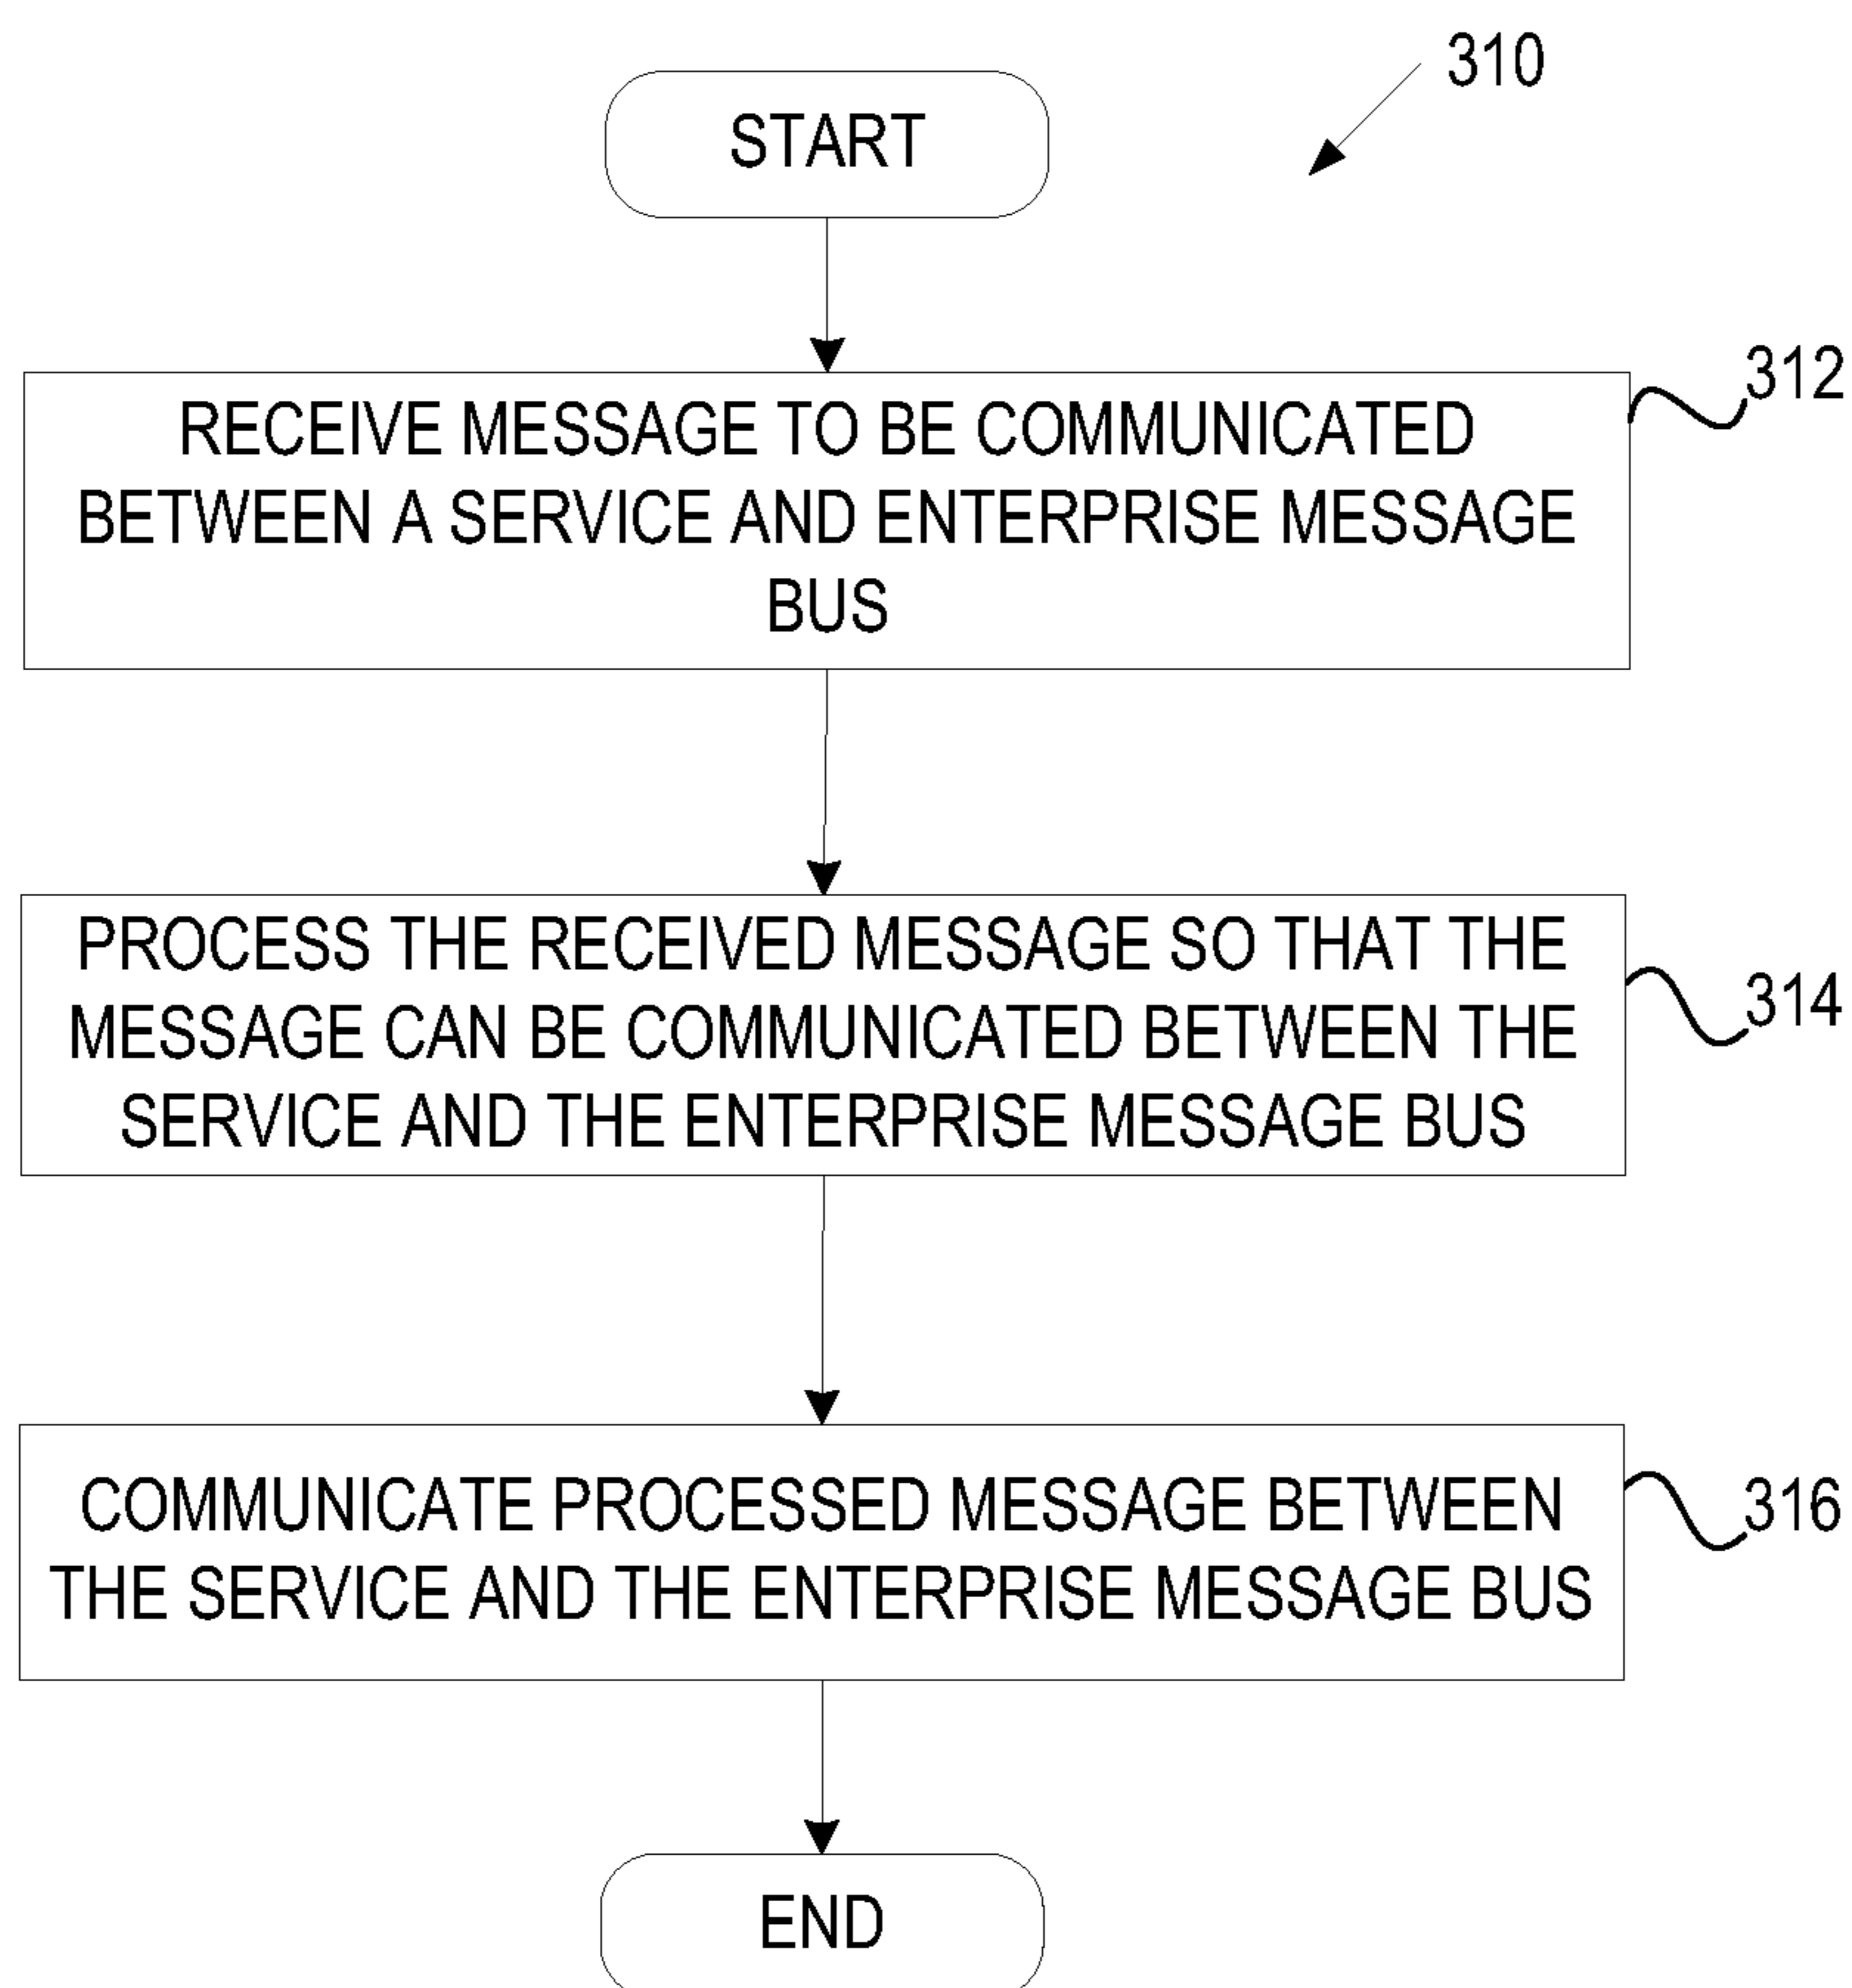 310
START
312
RECEIVE MESSAGE TO BE COMMUNICATED
BETWEEN A SERVICE AND ENTERPRISE MESSAGE
BUS
314
PROCESS THE RECEIVED MESSAGE SO THAT THE
MESSAGE CAN BE COMMUNICATED BETWEEN THE
SERVICE AND THE ENTERPRISE MESSAGE BUS
316
COMMUNICATE PROCESSED MESSAGE BETWEEN
THE SERVICE AND THE ENTERPRISE MESSAGE BUS
END